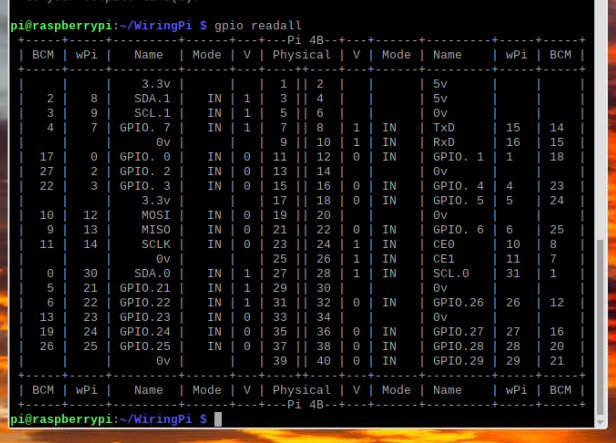 pi@raspberrypi:~/WiringPi $ gpio readall
+-----+-----+---------+------+---+---Pi 4B--+---+------+---------+-----+-----+
| BCM | wPi |   Name  | Mode | V | Physical | V | Mode | Name    | wPi | BCM |
+-----+-----+---------+------+---+----++----+---+------+---------+-----+-----+
|     |     |    3.3v |      |   |  1 || 2  |   |      | 5v      |     |     |
|   2 |   8 |   SDA.1 |   IN | 1 |  3 || 4  |   |      | 5v      |     |     |
|   3 |   9 |   SCL.1 |   IN | 1 |  5 || 6  |   |      | 0v      |     |     |
|   4 |   7 | GPIO. 7 |   IN | 1 |  7 || 8  | 1 | IN   | TxD     | 15  | 14  |
|     |     |      0v |      |   |  9 || 10 | 1 | IN   | RxD     | 16  | 15  |
|  17 |   0 | GPIO. 0 |   IN | 0 | 11 || 12 | 0 | IN   | GPIO. 1 | 1   | 18  |
|  27 |   2 | GPIO. 2 |   IN | 0 | 13 || 14 |   |      | 0v      |     |     |
|  22 |   3 | GPIO. 3 |   IN | 0 | 15 || 16 | 0 | IN   | GPIO. 4 | 4   | 23  |
|     |     |    3.3v |      |   | 17 || 18 | 0 | IN   | GPIO. 5 | 5   | 24  |
|  10 |  12 |    MOSI |   IN | 0 | 19 || 20 |   |      | 0v      |     |     |
|   9 |  13 |    MISO |   IN | 0 | 21 || 22 | 0 | IN   | GPIO. 6 | 6   | 25  |
|  11 |  14 |    SCLK |   IN | 0 | 23 || 24 | 1 | IN   | CE0     | 10  | 8   |
|     |     |      0v |      |   | 25 || 26 | 1 | IN   | CE1     | 11  | 7   |
|   0 |  30 |   SDA.0 |   IN | 1 | 27 || 28 | 1 | IN   | SCL.0   | 31  | 1   |
|   5 |  21 | GPIO.21 |   IN | 1 | 29 || 30 |   |      | 0v      |     |     |
|   6 |  22 | GPIO.22 |   IN | 1 | 31 || 32 | 0 | IN   | GPIO.26 | 26  | 12  |
|  13 |  23 | GPIO.23 |   IN | 0 | 33 || 34 |   |      | 0v      |     |     |
|  19 |  24 | GPIO.24 |   IN | 0 | 35 || 36 | 0 | IN   | GPIO.27 | 27  | 16  |
|  26 |  25 | GPIO.25 |   IN | 0 | 37 || 38 | 0 | IN   | GPIO.28 | 28  | 20  |
|     |     |      0v |      |   | 39 || 40 | 0 | IN   | GPIO.29 | 29  | 21  |
+-----+-----+---------+------+---+----++----+---+------+---------+-----+-----+
| BCM | wPi |   Name  | Mode | V | Physical | V | Mode | Name    | wPi | BCM |
+-----+-----+---------+------+---+---Pi 4B--+---+------+---------+-----+-----+
pi@raspberrypi:~/WiringPi $